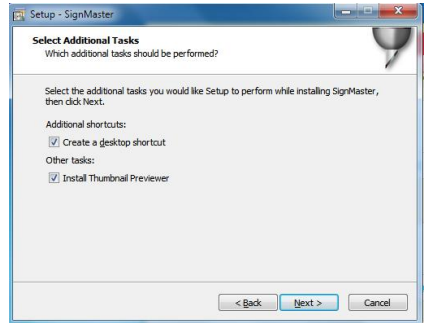 Setup - SignMaster
Select Additional Tasks
Which additional tasks should be performed?
Select the additional tasks you would like Setup to perform while installing SignMaster,
then click Next.
Additional shortcuts:
Create a desktop shortcut
Other tasks:
Install Thumbnail Previewer
< Back Next > Cancel